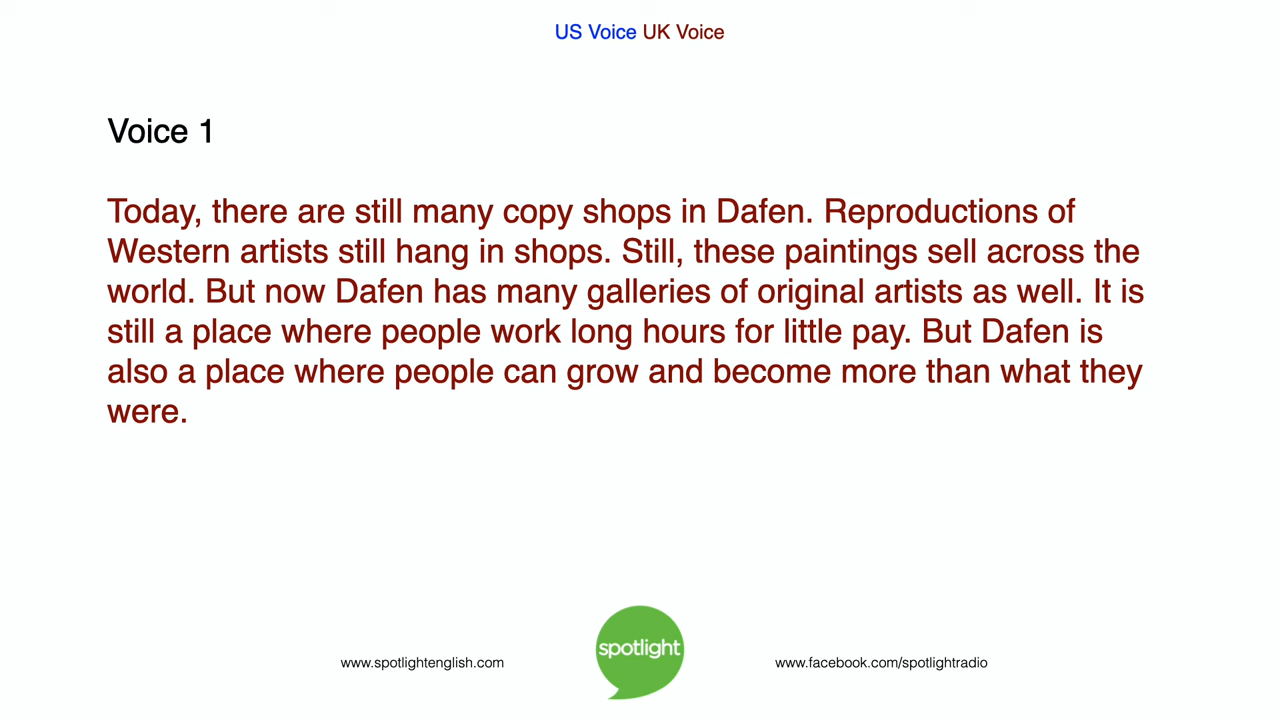 US Voice UK Voice
Voice 1
Today, there are still many copy shops in Dafen. Reproductions of
Western artists still hang in shops. Still, these paintings sell across the
world. But now Dafen has many galleries of original artists as well. It is
still a place where people work long hours for little pay. But Dafen is
also a place where people can grow and become more than what they
were.
www.spotlightenglish.com
spotlight
www.facebook.com/spotlightradio